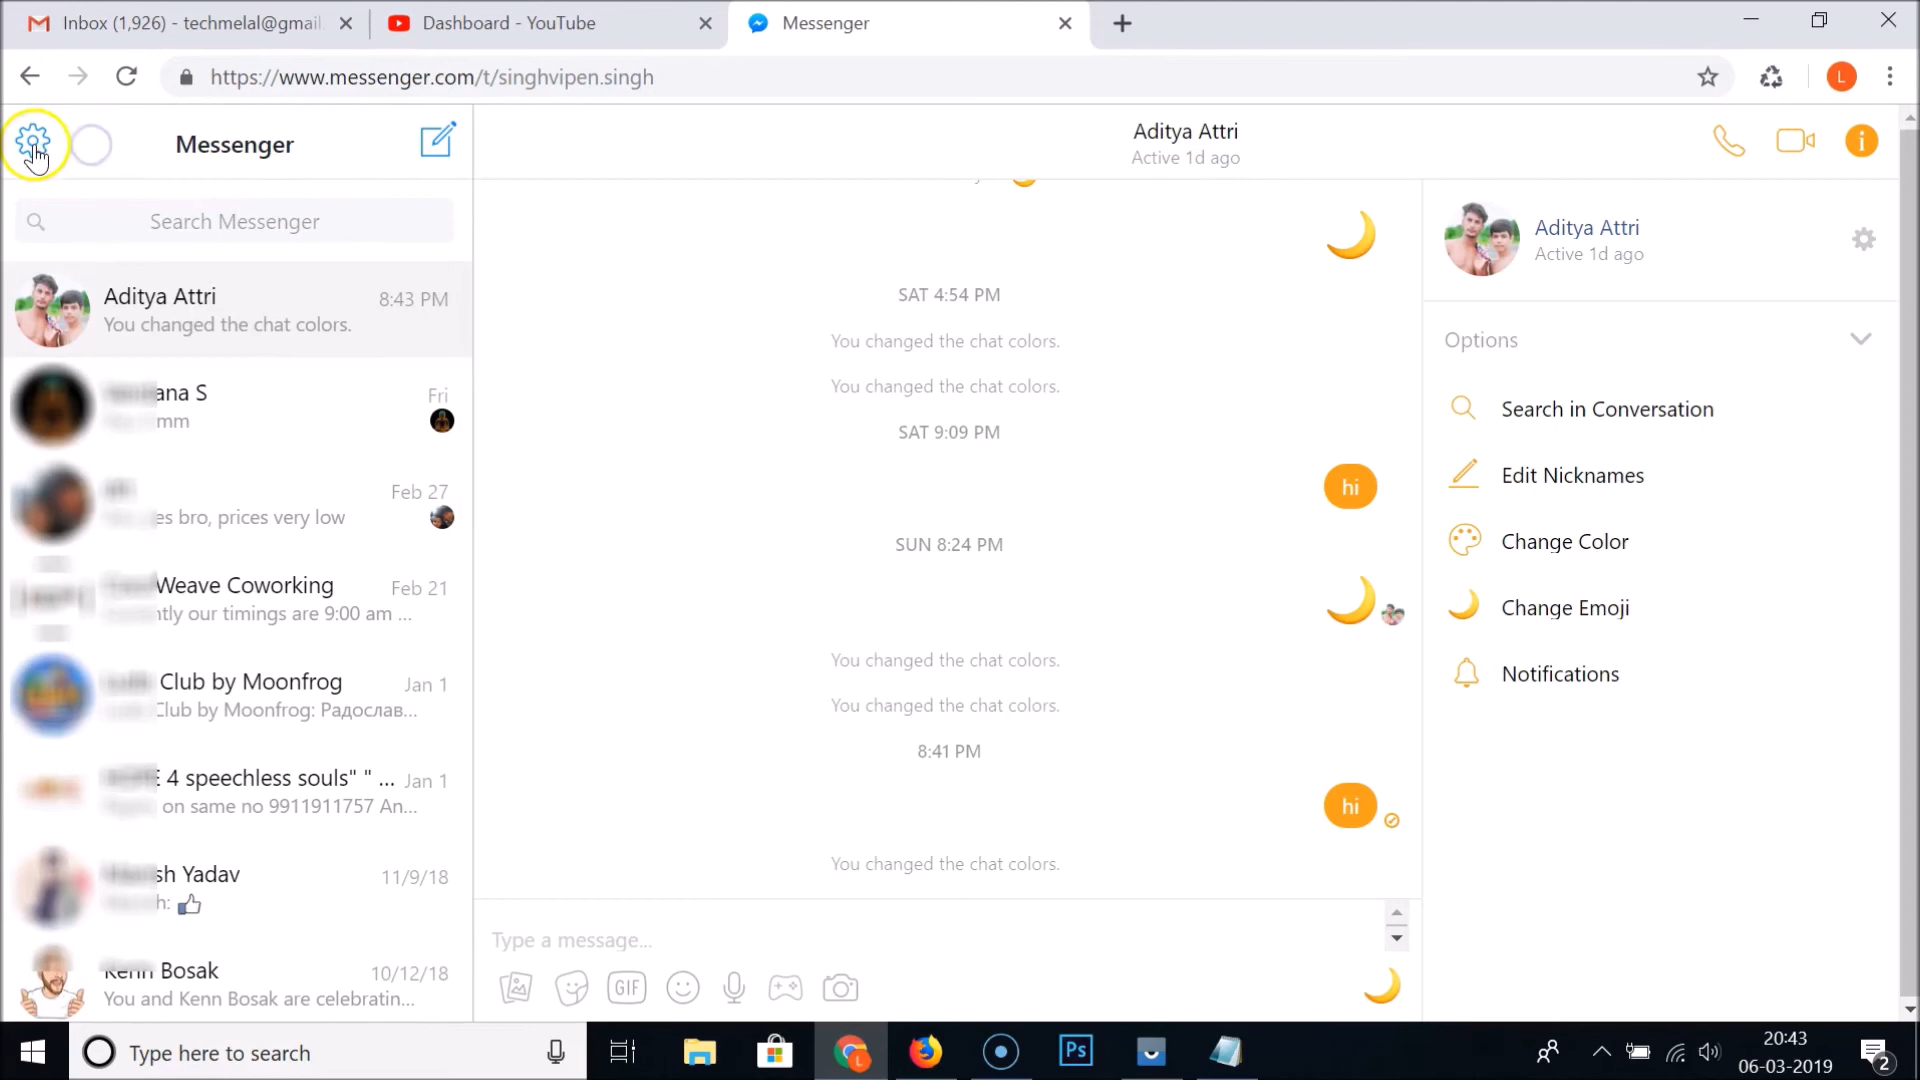 Inbox (1,926) - techmelal@gmail.
Dashboard - YouTube
Messenger
https://www.messenger.com/t/singhvipen.singh
L
Messenger
Search Messenger
Aditya Attri
8:43 PM
You changed the chat colors.
ana S
Fri
mm
Feb 27
es bro, prices very low
Weave Coworking
Feb 21
ntly our timings are 9:00 am ...
Club by Moonfrog
Jan 1
Club by Moonfrog: Радослав...
4 speechless souls" " ...
Jan 1
on same no 9911911757 An...
sh Yadav
11/9/18
h:
Kenn Bosak
10/12/18
You and Kenn Bosak are celebratin...
Aditya Attri
Active 1d ago
SAT 4:54 PM
You changed the chat colors.
You changed the chat colors.
SAT 9:09 PM
hi
SUN 8:24 PM
You changed the chat colors.
You changed the chat colors.
8:41 PM
hi
You changed the chat colors.
Type a message...
GIF
Aditya Attri
Active 1d ago
Options
Search in Conversation
Edit Nicknames
Change Color
Change Emoji
Notifications
Type here to search
L
Ps
20:43
06-03-2019
2